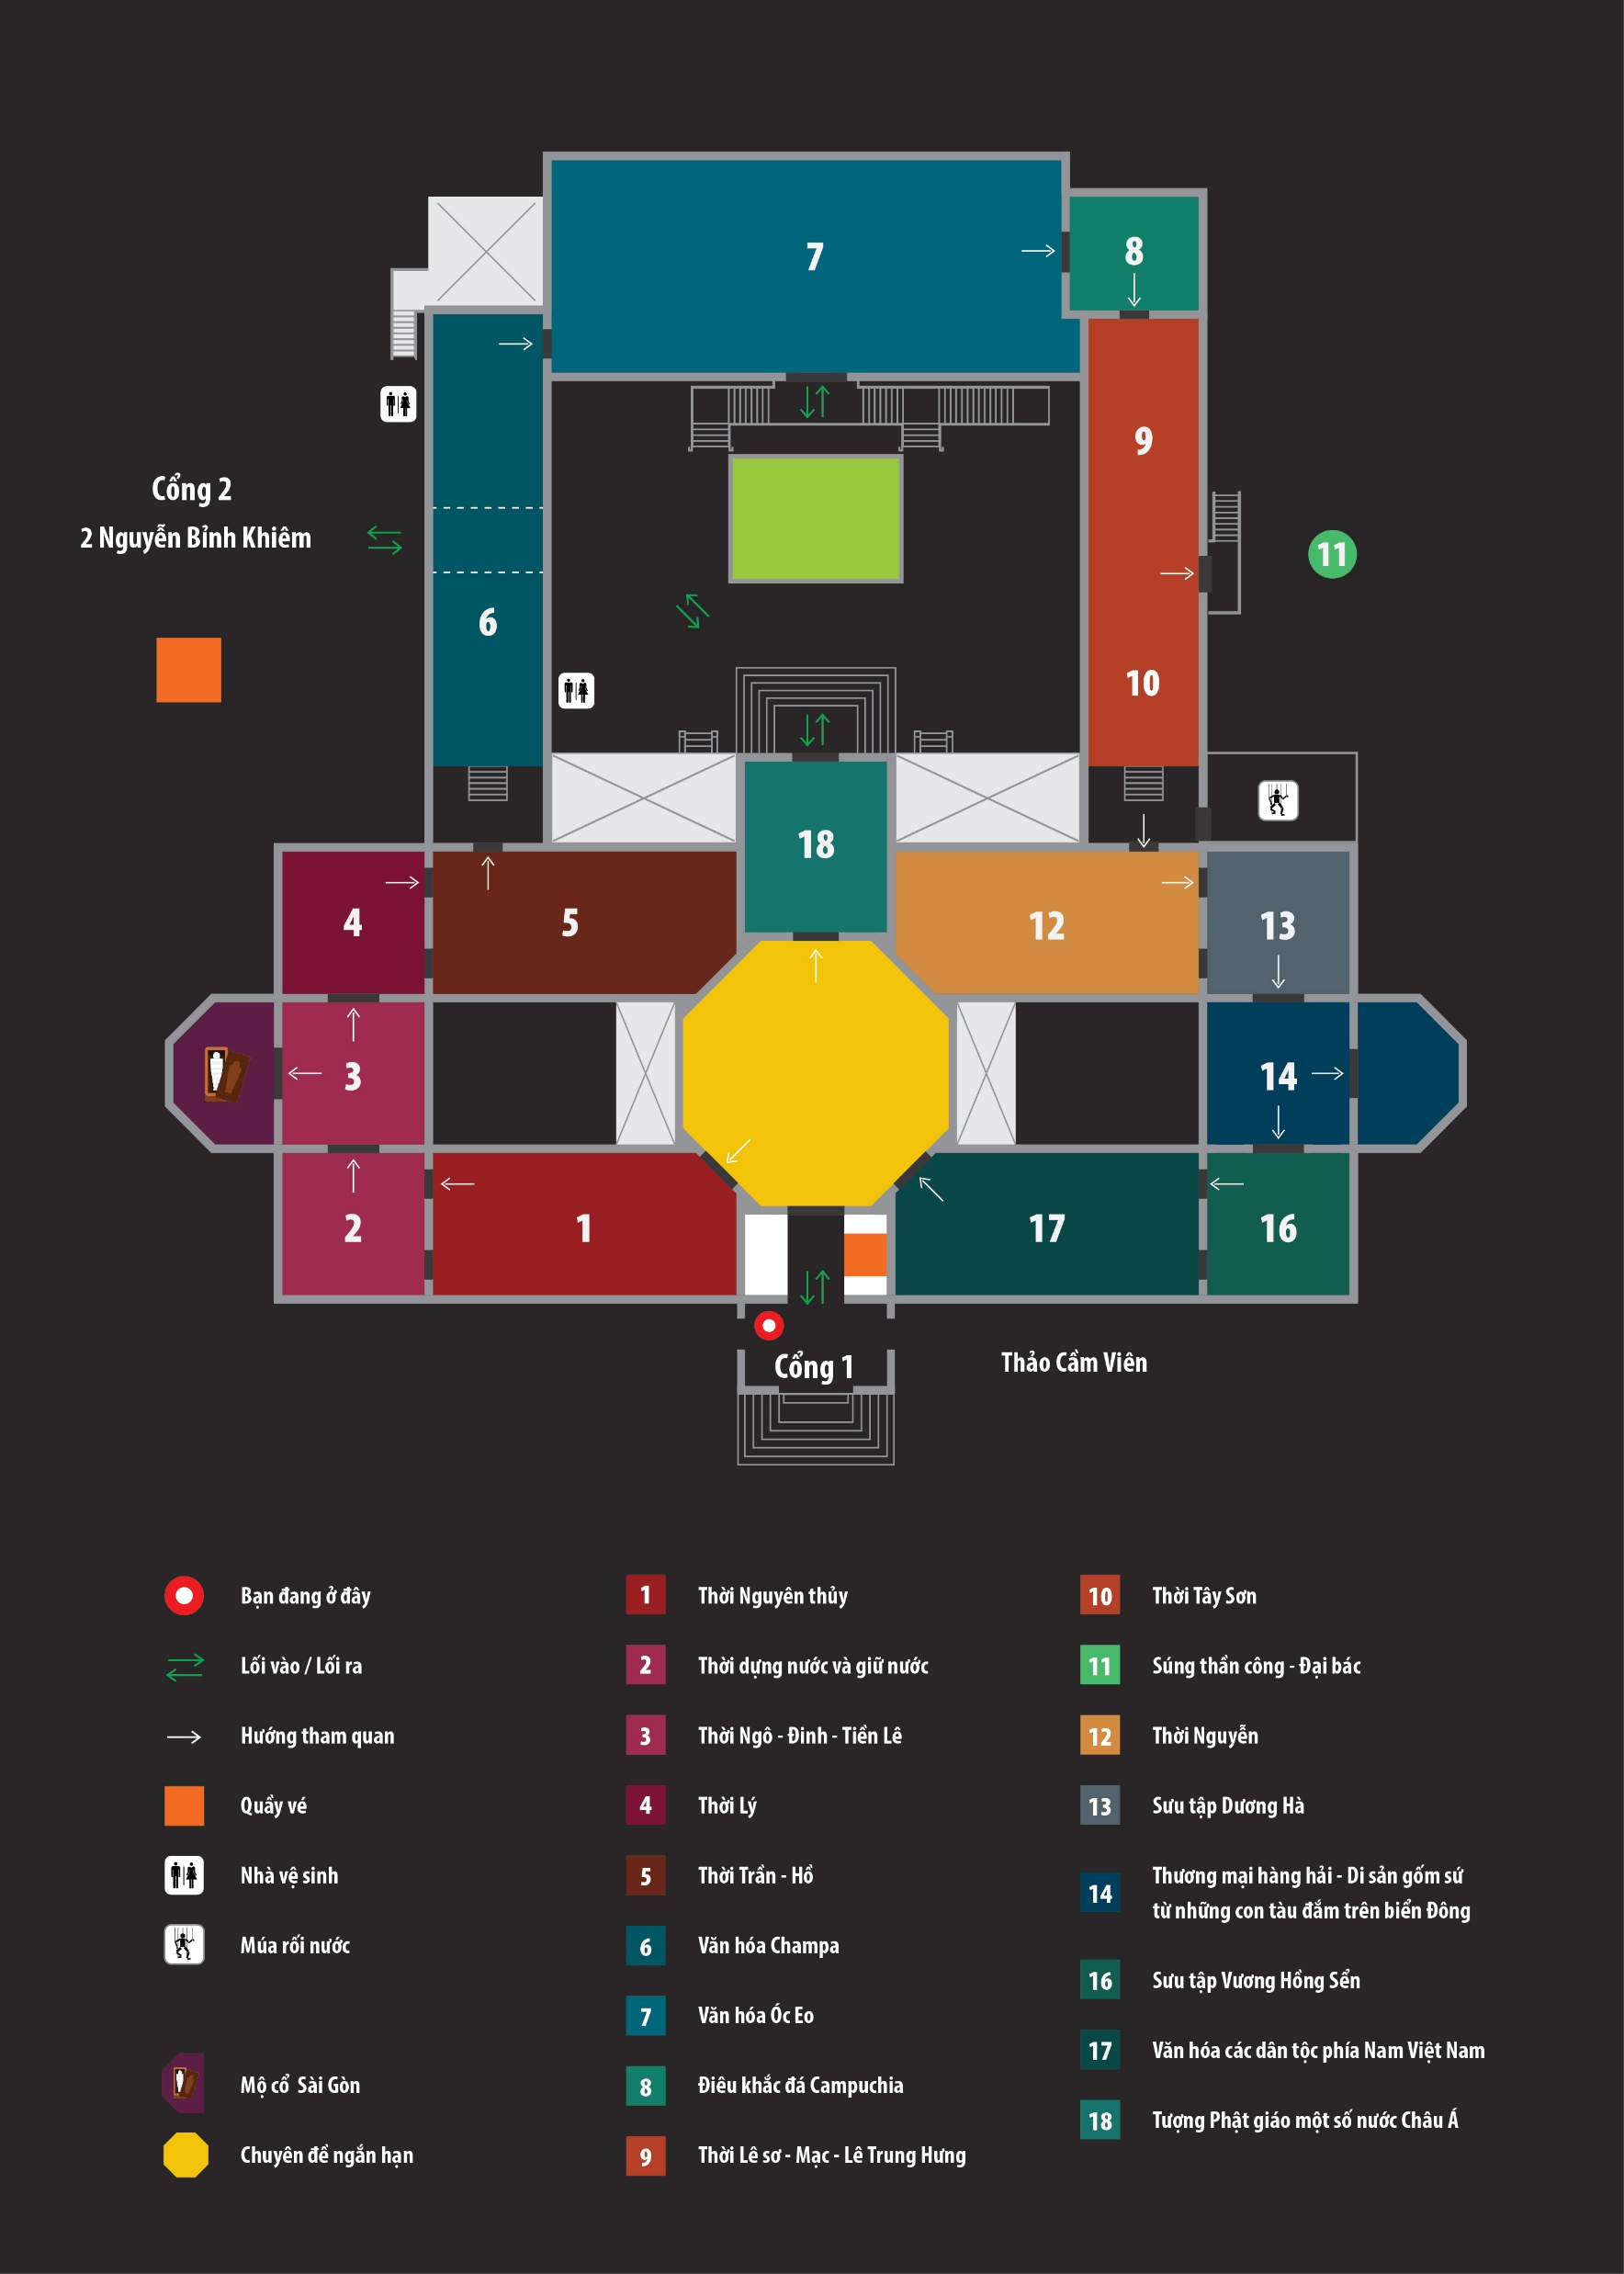 7
8
9
Cổng 2
2 Nguyễn Bỉnh Khiêm
11
6
10
18
4
5
12
13
3
14
2
1
17
16
Cổng 1
Thảo Cầm Viên
Bạn đang ở đây
Lối vào / Lối ra
Hướng tham quan
Quầy vé
Nhà vệ sinh
Múa rối nước
Mộ cổ Sài Gòn
Chuyên đề ngắn hạn
1 Thời Nguyên thủy
2 Thời dựng nước và giữ nước
3 Thời Ngô - Đinh - Tiền Lê
4 Thời Lý
5 Thời Trần - Hồ
6 Văn hóa Champa
7 Văn hóa Óc Eo
8 Điêu khắc đá Campuchia
9 Thời Lê sơ - Mạc - Lê Trung Hưng
10 Thời Tây Sơn
11 Súng thần công - Đại bác
12 Thời Nguyễn
13 Sưu tập Dương Hà
14 Thương mại hàng hải - Di sản gốm sứ
từ những con tàu đắm trên biển Đông
16 Sưu tập Vương Hồng Sển
17 Văn hóa các dân tộc phía Nam Việt Nam
18 Tượng Phật giáo một số nước Châu Á